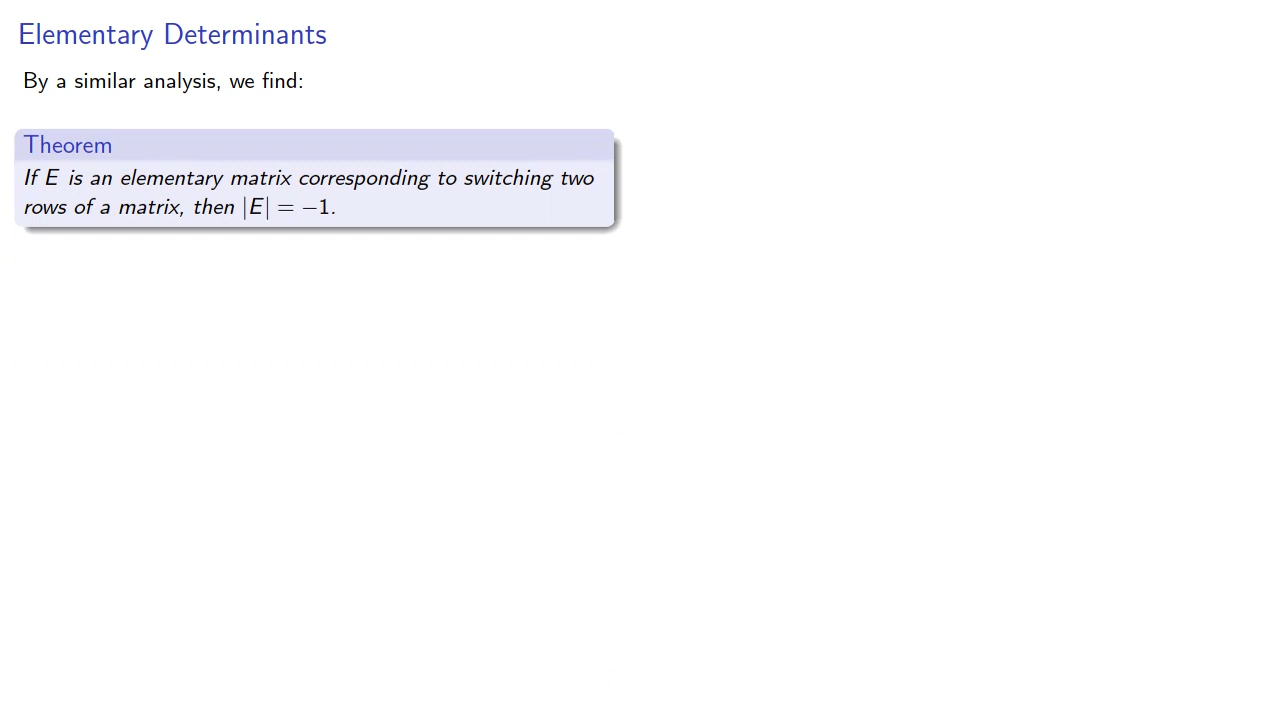 Elementary Determinants
By a similar analysis, we find:
Theorem
If E is an elementary matrix corresponding to switching two
rows of a matrix, then |E| = −1.